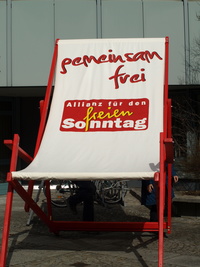 gemeinsam
frei
Allianz für den
freien
Sonntag